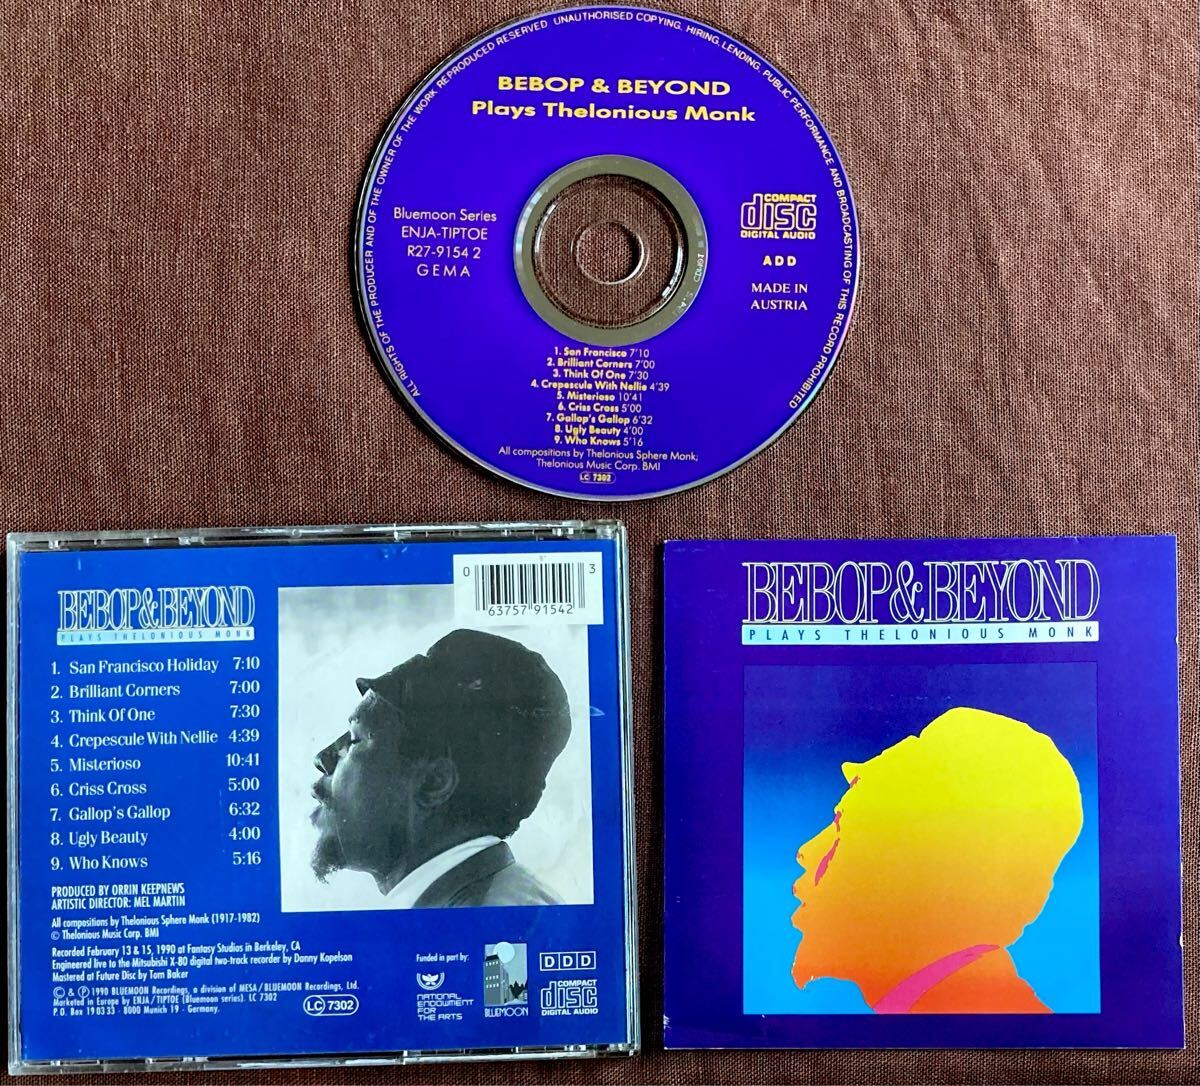 ALL RIGHTS OF THE PRODUCER AND OF THE OWNER OF THE WORK REPRODUCED RESERVED UNAUTHORISED COPYING, HIRING, LENDING, PUBLIC PERFORMANCE AND BROADCASTING OF THIS RECORD PROHIBITED
BEBOP & BEYOND
Plays Thelonious Monk
Bluemoon Series
ENJA-TIPTOE
R27-9154 2
GEMA
COMPACT
disc
DIGITAL AUDIO
ADD
MADE IN
AUSTRIA
1. San Francisco 7'10
2. Brilliant Corners 7'00
3. Think Of One 7'30
4. Crepescule With Nellie 4'39
5. Misterioso 10'41
6. Criss Cross 5'00
7. Gallop's Gallop 6'32
8. Ugly Beauty 4'00
9. Who Knows 5'16
All compositions by Thelonious Sphere Monk;
Thelonious Music Corp. BMI
LC 7302
BEBOP&BEYOND
PLAYS THELONIOUS MONK
1. San Francisco Holiday 7:10
2. Brilliant Corners 7:00
3. Think Of One 7:30
4. Crepescule With Nellie 4:39
5. Misterioso 10:41
6. Criss Cross 5:00
7. Gallop's Gallop 6:32
8. Ugly Beauty 4:00
9. Who Knows 5:16
PRODUCED BY ORRIN KEEPNEWS
ARTISTIC DIRECTOR: MEL MARTIN
All compositions by Thelonious Sphere Monk (1917-1982)
© Thelonious Music Corp. BMI
Recorded February 13 & 15, 1990 at Fantasy Studios in Berkeley, CA
Engineered live to the Mitsubishi X-80 digital two-track recorder by Danny Kopelson
Mastered at Future Disc by Tom Baker
© & ℗ 1990 BLUEMOON Recordings, a division of MESA/BLUEMOON Recordings, Ltd.
Marketed in Europe by ENJA/TIPTOE (Bluemoon series). LC 7302
P.O. Box 190333 - 8000 Munich 19 - Germany.
LC 7302
0 63757 91542 3
Funded in part by:
NATIONAL
ENDOWMENT
FOR
THE ARTS
BLUEMOON
DDD
COMPACT
disc
DIGITAL AUDIO
BEBOP&BEYOND
PLAYS THELONIOUS MONK